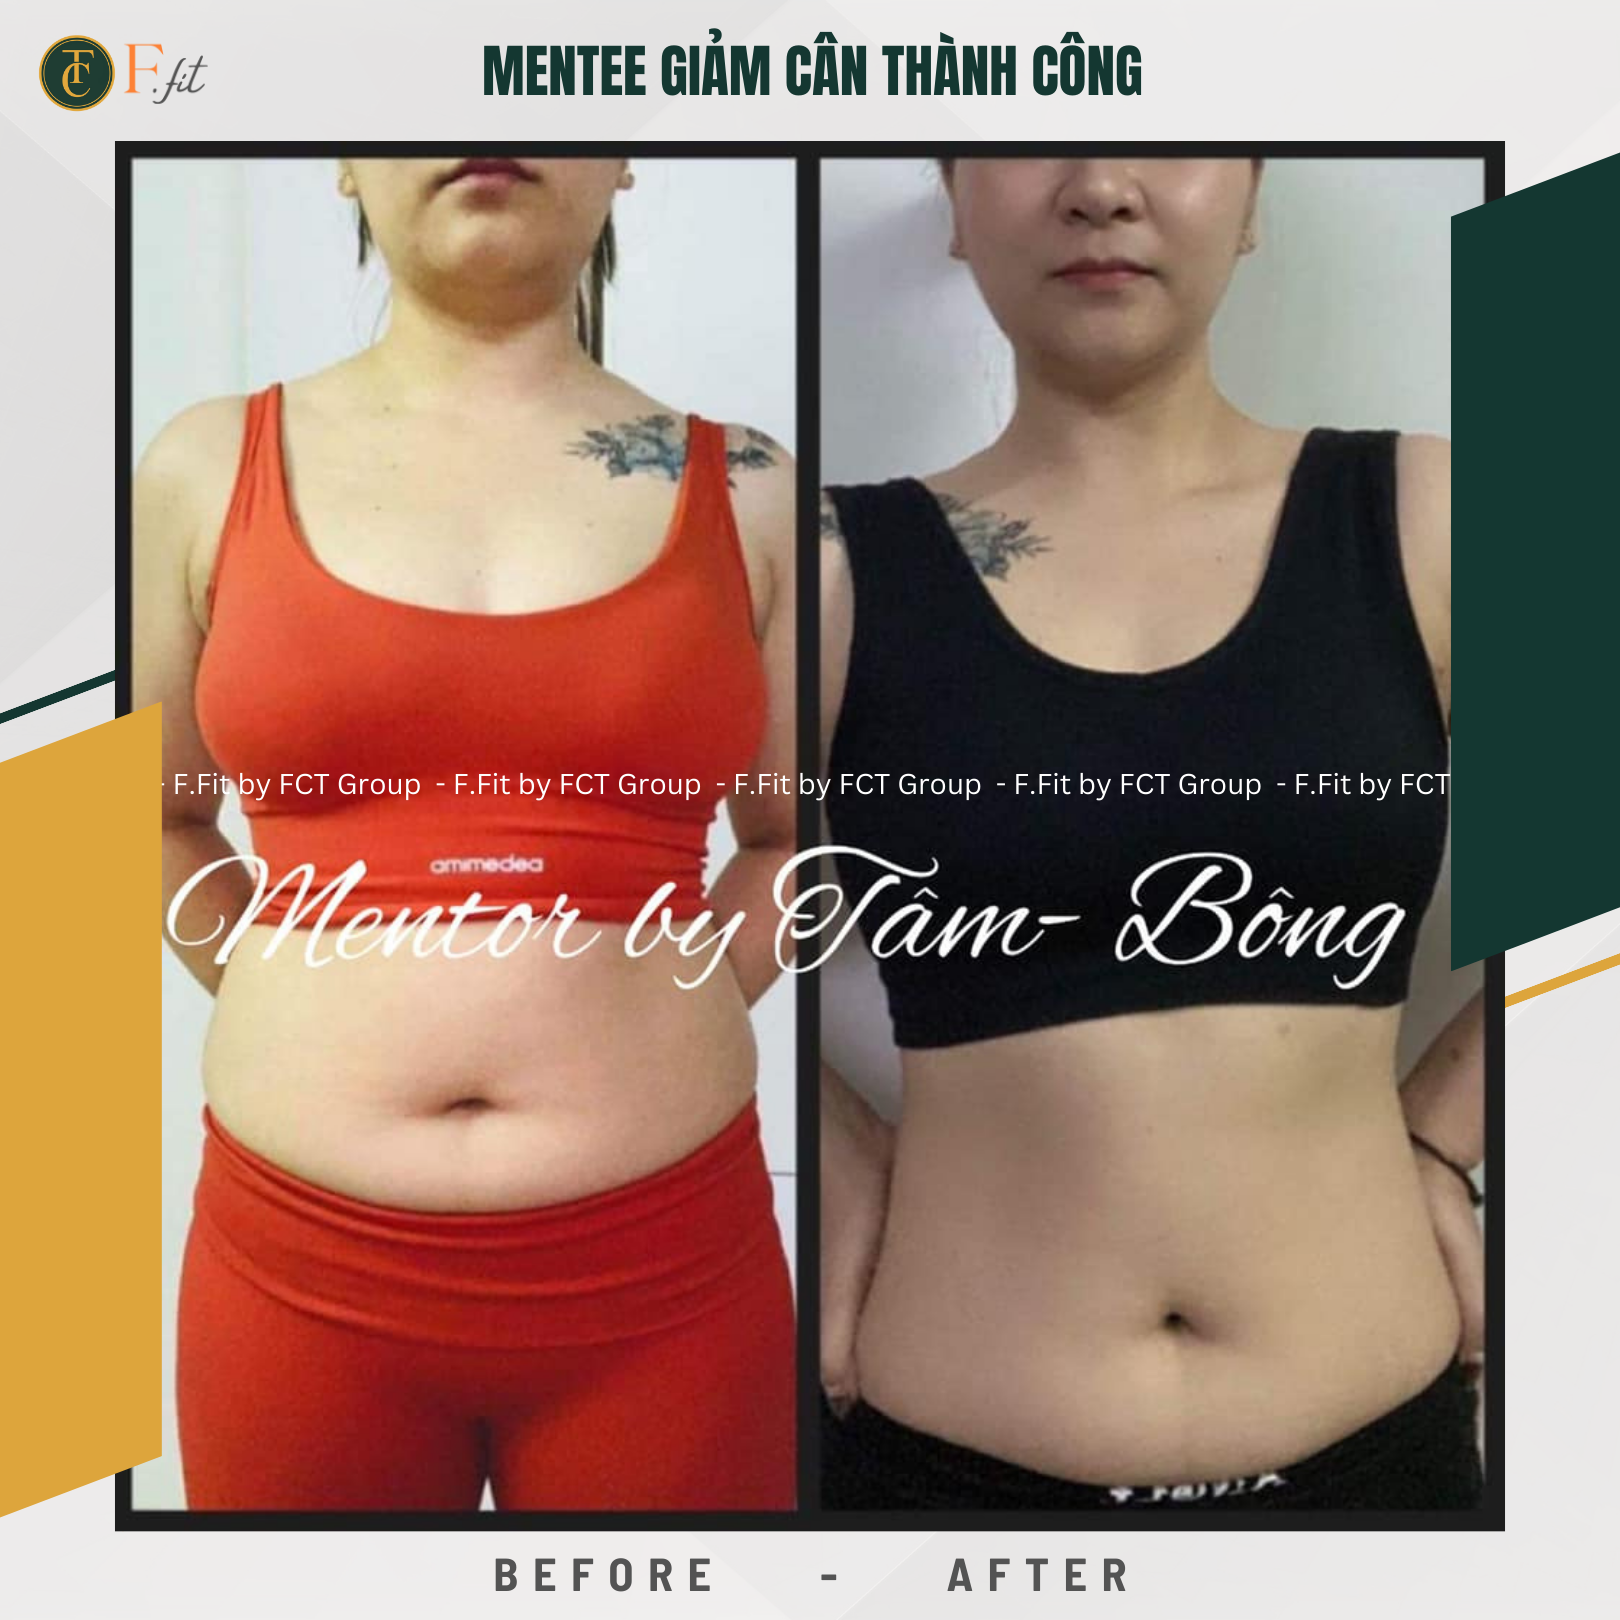 F.fit
MENTEE GIẢM CÂN THÀNH CÔNG
- F.Fit by FCT Group - F.Fit by FCT Group - F.Fit by FCT Group - F.Fit by FCT Group - F.Fit by FCT
amimedea
Mentor by Tâm- Bông
BEFORE - AFTER